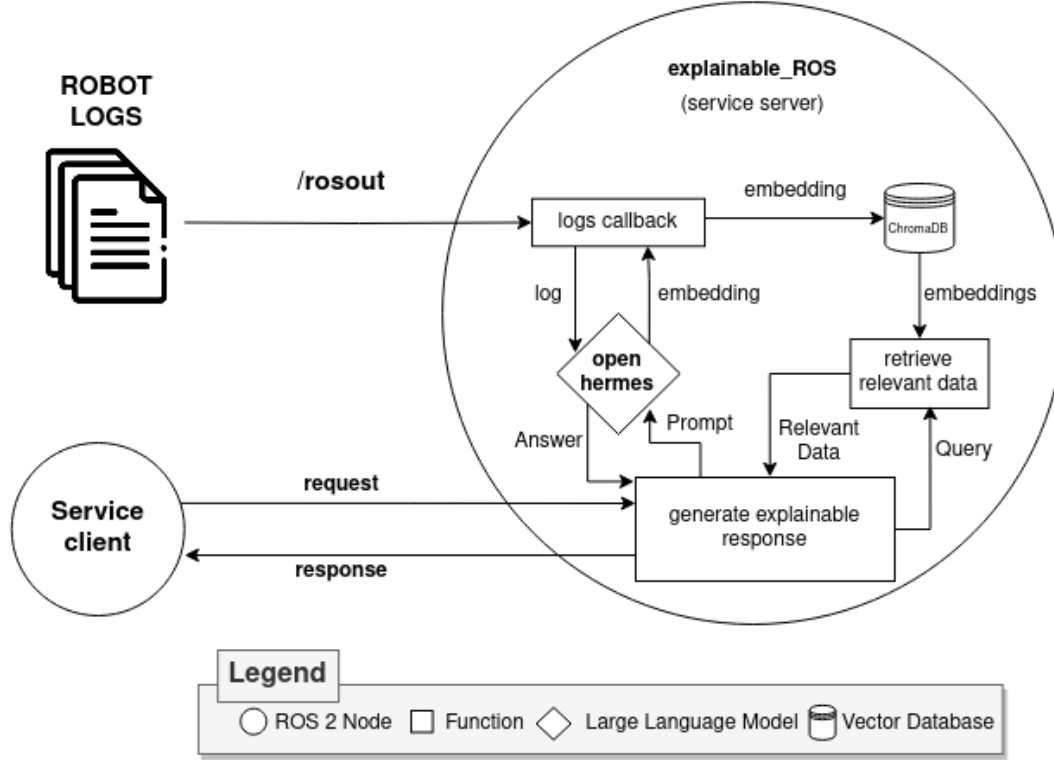 explainable_ROS
(service server)
ROBOT
LOGS
/rosout
logs callback
embedding
ChromaDB
log
embedding
embeddings
open
hermes
retrieve
relevant data
Answer
Prompt
Relevant
Data
Query
request
Service
client
generate explainable
response
response
Legend
ROS 2 Node
Function
Large Language Model
Vector Database